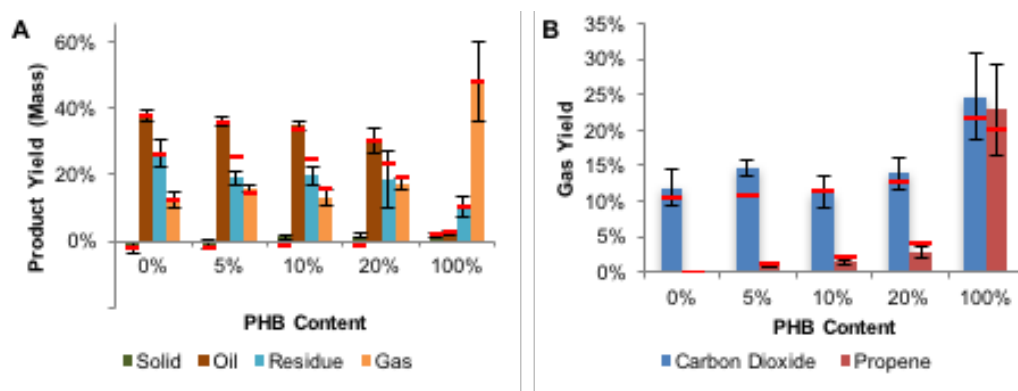 A
Product Yield (Mass)
60%
40%
20%
0%
0% 5% 10% 20% 100%
PHB Content
Solid Oil Residue Gas
B
Gas Yield
35%
30%
25%
20%
15%
10%
5%
0%
0% 5% 10% 20% 100%
PHB Content
Carbon Dioxide Propene